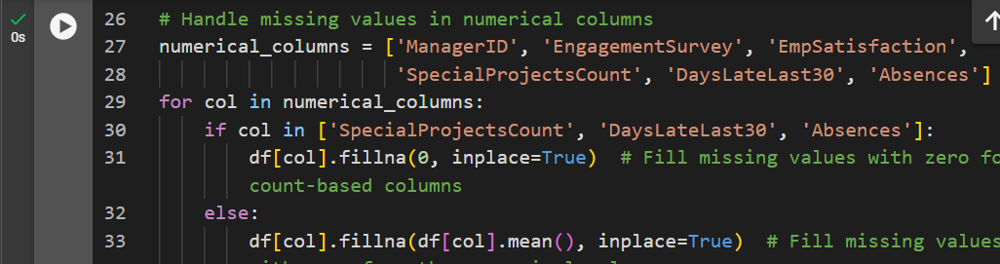 26 # Handle missing values in numerical columns
0s
27 numerical_columns = ['ManagerID', 'EngagementSurvey', 'EmpSatisfaction',
28 'SpecialProjectsCount', 'DaysLateLast30', 'Absences']
29 for col in numerical_columns:
30 if col in ['SpecialProjectsCount', 'DaysLateLast30', 'Absences']:
31 df[col].fillna(0, inplace=True) # Fill missing values with zero fo
count-based columns
32 else:
33 df[col].fillna(df[col].mean(), inplace=True) # Fill missing values